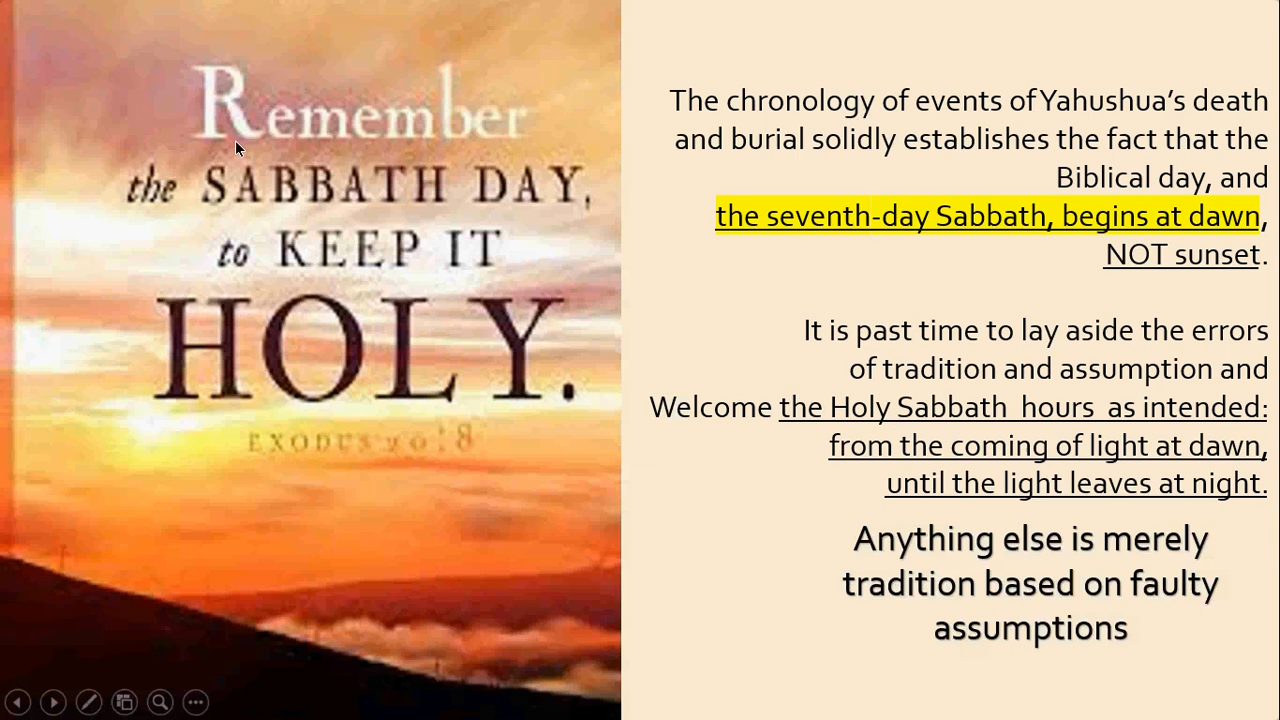 Remember
the SABBATH DAY,
to KEEP IT
HOLY.
EXODUS 20:8
The chronology of events of Yahushua's death
and burial solidly establishes the fact that the
Biblical day, and
the seventh-day Sabbath, begins at dawn,
NOT sunset.
It is past time to lay aside the errors
of tradition and assumption and
Welcome the Holy Sabbath hours as intended:
from the coming of light at dawn,
until the light leaves at night.
Anything else is merely
tradition based on faulty
assumptions